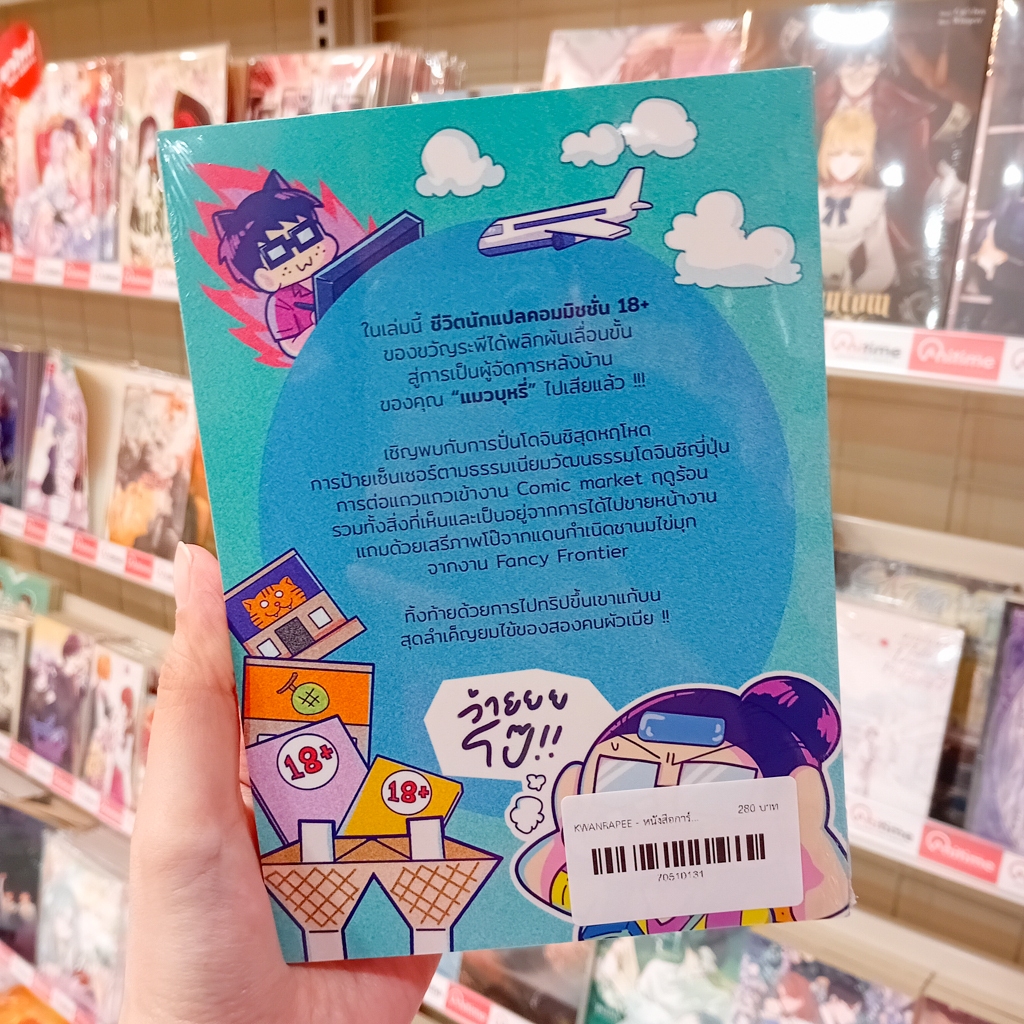 ในเล่มนี้ ชีวิตนักแปลคอมมิชชั่น 18+
ของขวัญระพีได้พลิกผันเลื่อนขั้น
สู่การเป็นผู้จัดการหลังบ้าน
ของคุณ “แมวบุหรี่” ไปเสียแล้ว !!!
เชิญพบกับการปั่นโดจินชิสุดหฤโหด
การป้ายเซ็นเซอร์ตามธรรมเนียมวัฒนธรรมโดจินชิญี่ปุ่น
การต่อแถวแถวเข้างาน Comic market ฤดูร้อน
รวมทั้งสิ่งที่เห็นและเป็นอยู่จากการได้ไปขายหน้างาน
แถมด้วยเสรีภาพโป๊จากแดนกำเนิดชานมไข่มุก
จากงาน Fancy Frontier
ทิ้งท้ายด้วยการไปทริปขึ้นเขาแก้บน
สุดลำเค็ญยมไข้ของสองคนผัวเมีย !!
ว้ายยย
โป๊!!
18+
18+
KWANRAPEE - หนังสือการ์...
280 บาท
70510131
Anitime
Anitime
Anitime
Anitime